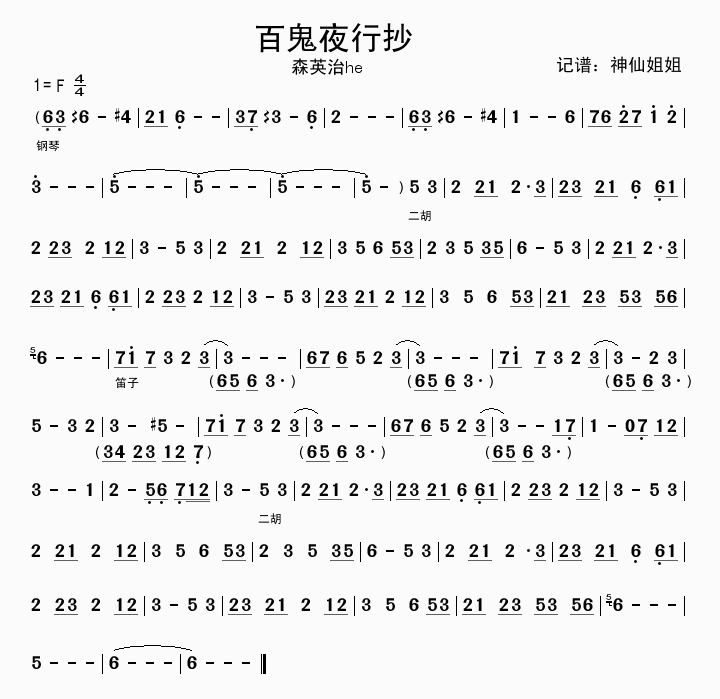 百鬼夜行抄
森英治he
记谱：神仙姐姐
1=F 4/4
(63 ♯6 - ♯4 | 21 6 - - | 37 ♯3 - 6 | 2 - - - | 63 ♯6 - ♯4 | 1 - - 6 | 76 27 1 2 |
钢琴
3 - - - | 5 - - - | 5 - - - | 5 - - - | 5 - ) 5 3 | 2 21 2·3 | 23 21 6 61 |
二胡
2 23 2 12 | 3 - 5 3 | 2 21 2 12 | 3 5 6 53 | 2 3 5 35 | 6 - 5 3 | 2 21 2·3 |
23 21 6 61 | 2 23 2 12 | 3 - 5 3 | 23 21 2 12 | 3 5 6 53 | 21 23 53 56 |
5 6 - - - | 71 7 3 2 3 | 3 - - - | 67 6 5 2 3 | 3 - - - | 71 7 3 2 3 | 3 - 2 3 |
笛子 (65 6 3·) (65 6 3·) (65 6 3·)
5 - 3 2 | 3 - ♯5 - | 71 7 3 2 3 | 3 - - - | 67 6 5 2 3 | 3 - - 17 | 1 - 07 12 |
(34 23 12 7) (65 6 3·) (65 6 3·)
3 - - 1 | 2 - 56 712 | 3 - 5 3 | 2 21 2·3 | 23 21 6 61 | 2 23 2 12 | 3 - 5 3 |
二胡
2 21 2 12 | 3 5 6 53 | 2 3 5 35 | 6 - 5 3 | 2 21 2 ·3 | 23 21 6 61 |
2 23 2 12 | 3 - 5 3 | 23 21 2 12 | 3 5 6 53 | 21 23 53 56 | 5 6 - - - |
5 - - - | 6 - - - | 6 - - - ‖